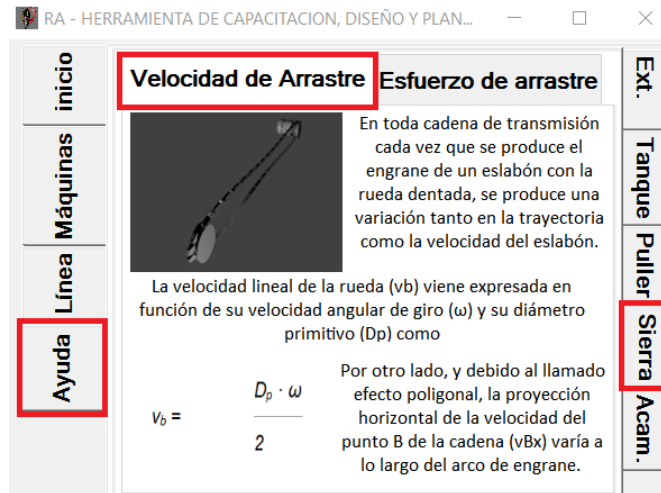 RA - HERRAMIENTA DE CAPACITACION, DISEÑO Y PLAN...
inicio
Máquinas
Línea
Ayuda
Velocidad de Arrastre
Esfuerzo de arrastre
En toda cadena de transmisión
cada vez que se produce el
engrane de un eslabón con la
rueda dentada, se produce una
variación tanto en la trayectoria
como la velocidad del eslabón.
La velocidad lineal de la rueda (vb) viene expresada en
función de su velocidad angular de giro (ω) y su diámetro
primitivo (Dp) como
v_b = D_p · ω / 2
Por otro lado, y debido al llamado
efecto poligonal, la proyección
horizontal de la velocidad del
punto B de la cadena (vBx) varía a
lo largo del arco de engrane.
Ext.
Tanque
Puller
Sierra
Acam.